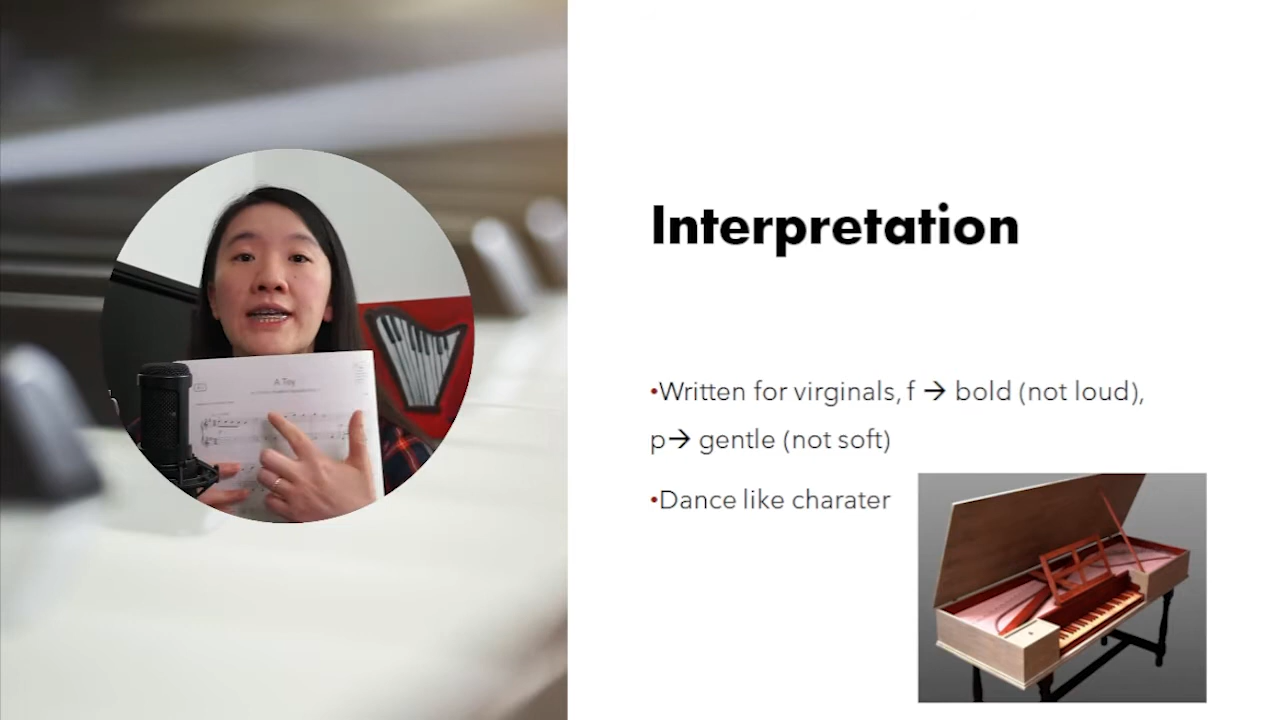 Interpretation
•Written for virginals, f → bold (not loud),
p→ gentle (not soft)
•Dance like charater
A Toy